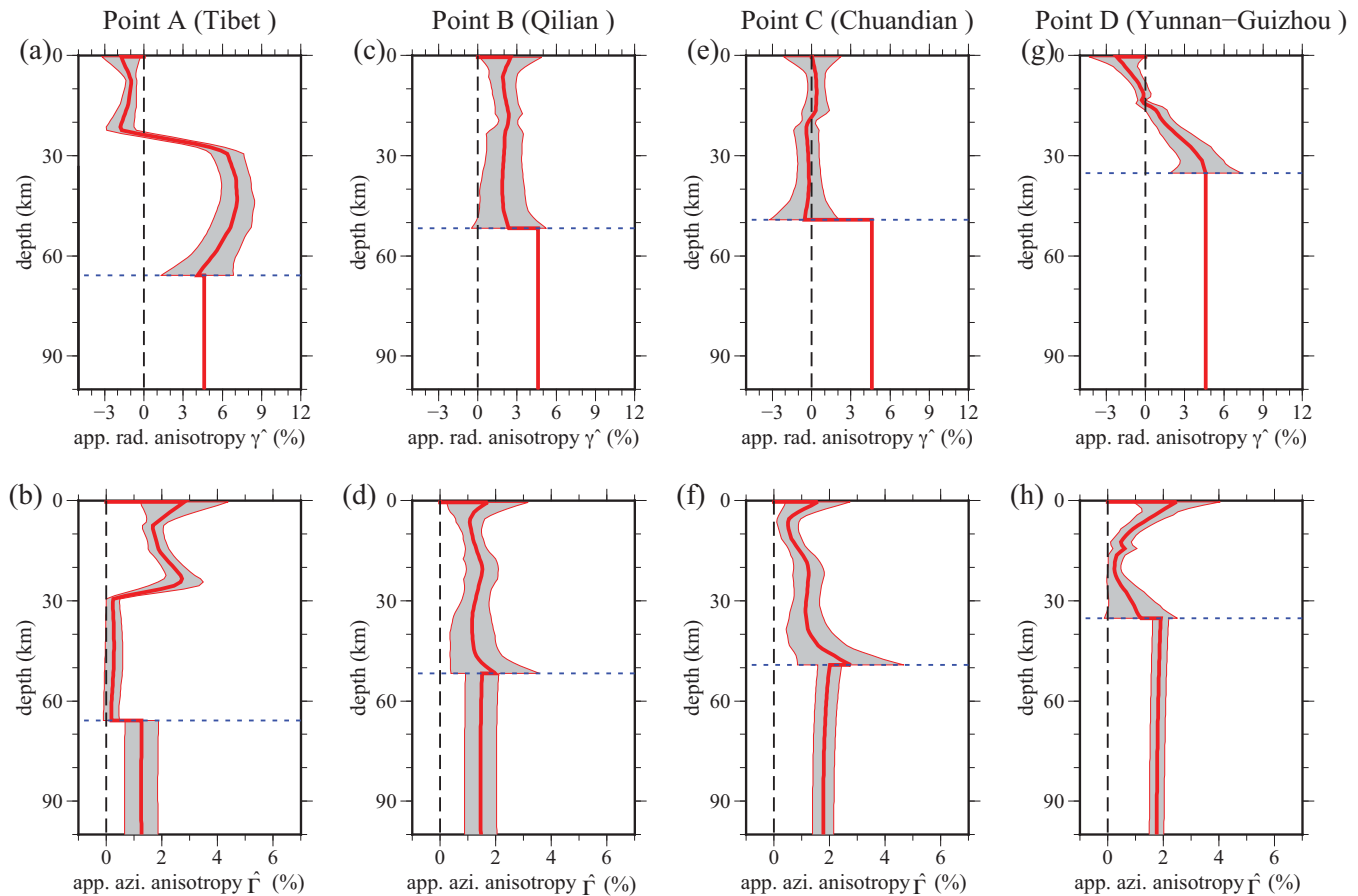 Point A (Tibet )
Point B (Qilian )
Point C (Chuandian )
Point D (Yunnan−Guizhou )
(a)
(c)
(e)
(g)
0
30
60
90
depth (km)
−3 0 3 6 9 12
app. rad. anisotropy γˆ (%)
0
30
60
90
depth (km)
−3 0 3 6 9 12
app. rad. anisotropy γˆ (%)
0
30
60
90
depth (km)
−3 0 3 6 9 12
app. rad. anisotropy γˆ (%)
0
30
60
90
depth (km)
−3 0 3 6 9 12
app. rad. anisotropy γˆ (%)
(b)
(d)
(f)
(h)
0
30
60
90
depth (km)
0 2 4 6
app. azi. anisotropy Γ̂ (%)
0
30
60
90
depth (km)
0 2 4 6
app. azi. anisotropy Γ̂ (%)
0
30
60
90
depth (km)
0 2 4 6
app. azi. anisotropy Γ̂ (%)
0
30
60
90
depth (km)
0 2 4 6
app. azi. anisotropy Γ̂ (%)